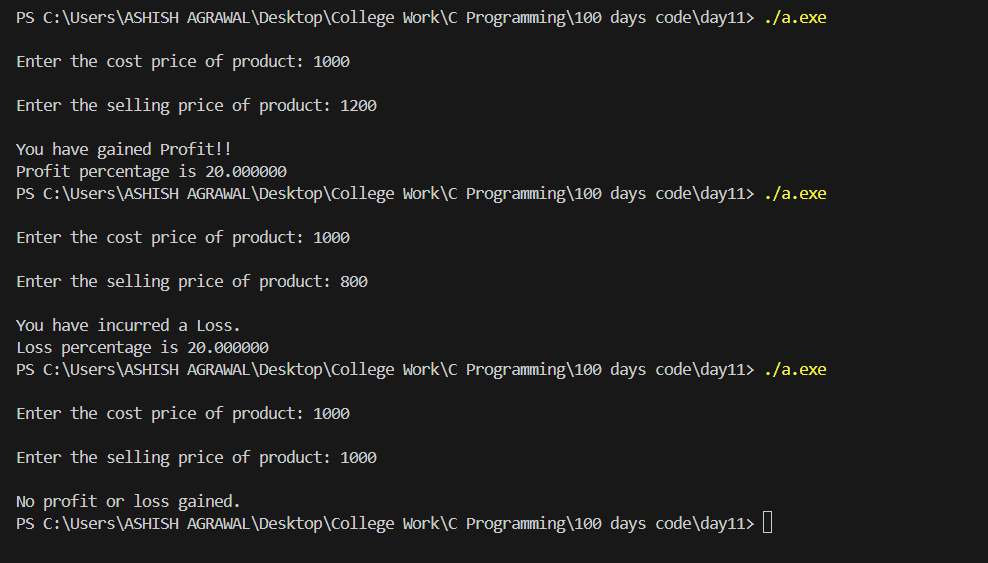 PS C:\Users\ASHISH AGRAWAL\Desktop\College Work\C Programming\100 days code\day11> ./a.exe
Enter the cost price of product: 1000
Enter the selling price of product: 1200
You have gained Profit!!
Profit percentage is 20.000000
PS C:\Users\ASHISH AGRAWAL\Desktop\College Work\C Programming\100 days code\day11> ./a.exe
Enter the cost price of product: 1000
Enter the selling price of product: 800
You have incurred a Loss.
Loss percentage is 20.000000
PS C:\Users\ASHISH AGRAWAL\Desktop\College Work\C Programming\100 days code\day11> ./a.exe
Enter the cost price of product: 1000
Enter the selling price of product: 1000
No profit or loss gained.
PS C:\Users\ASHISH AGRAWAL\Desktop\College Work\C Programming\100 days code\day11>